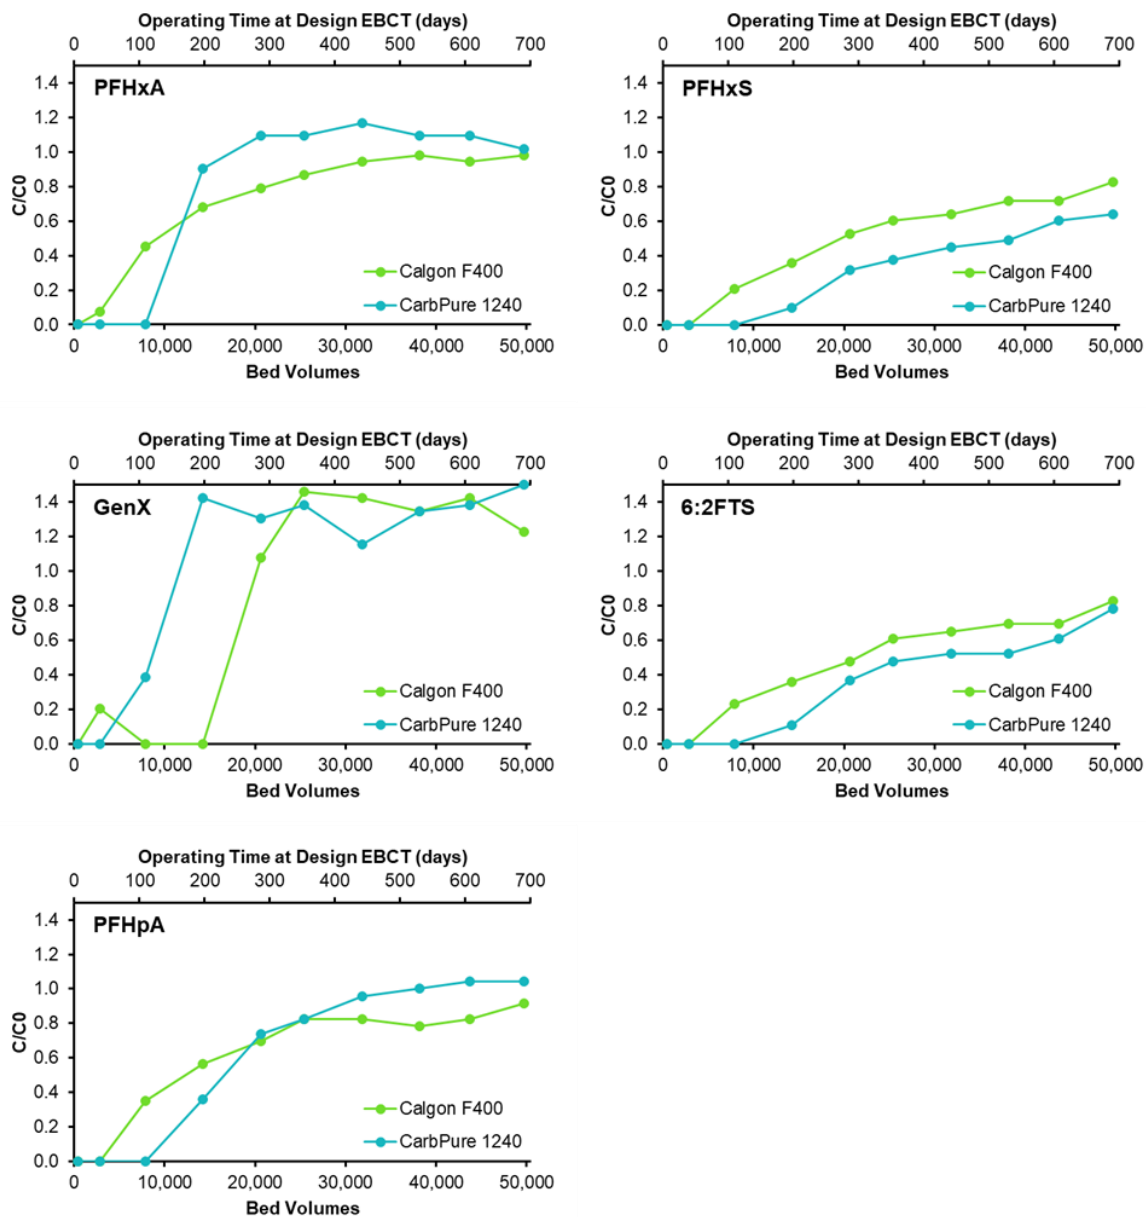 Operating Time at Design EBCT (days)
0 100 200 300 400 500 600 700
PFHxA
1.4
1.2
1.0
0.8
0.6
0.4
0.2
0.0
C/C0
Calgon F400
CarbPure 1240
0 10,000 20,000 30,000 40,000 50,000
Bed Volumes
Operating Time at Design EBCT (days)
0 100 200 300 400 500 600 700
PFHxS
1.4
1.2
1.0
0.8
0.6
0.4
0.2
0.0
C/C0
Calgon F400
CarbPure 1240
0 10,000 20,000 30,000 40,000 50,000
Bed Volumes
Operating Time at Design EBCT (days)
0 100 200 300 400 500 600 700
GenX
1.4
1.2
1.0
0.8
0.6
0.4
0.2
0.0
C/C0
Calgon F400
CarbPure 1240
0 10,000 20,000 30,000 40,000 50,000
Bed Volumes
Operating Time at Design EBCT (days)
0 100 200 300 400 500 600 700
6:2FTS
1.4
1.2
1.0
0.8
0.6
0.4
0.2
0.0
C/C0
Calgon F400
CarbPure 1240
0 10,000 20,000 30,000 40,000 50,000
Bed Volumes
Operating Time at Design EBCT (days)
0 100 200 300 400 500 600 700
PFHpA
1.4
1.2
1.0
0.8
0.6
0.4
0.2
0.0
C/C0
Calgon F400
CarbPure 1240
0 10,000 20,000 30,000 40,000 50,000
Bed Volumes